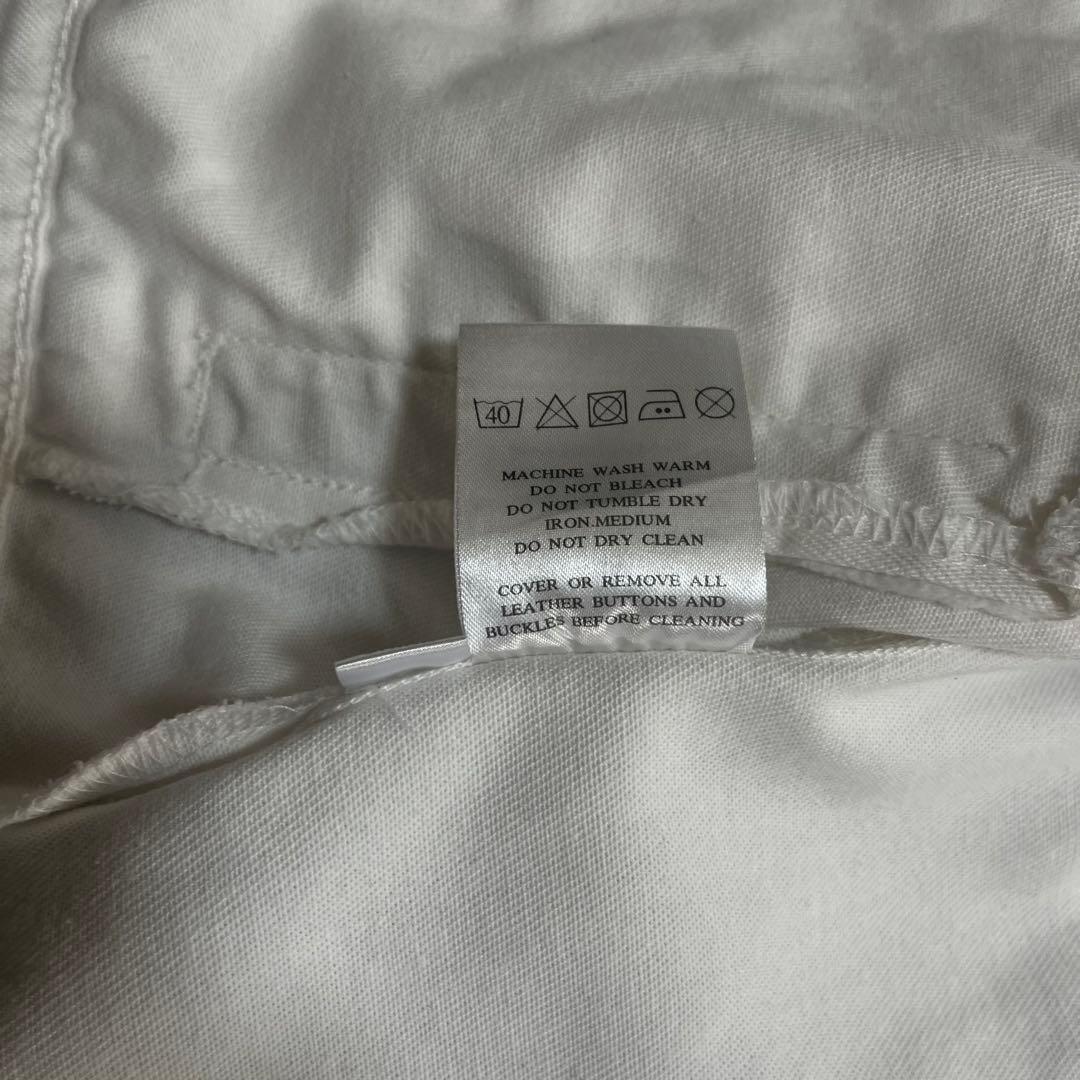 40
MACHINE WASH WARM
DO NOT BLEACH
DO NOT TUMBLE DRY
IRON.MEDIUM
DO NOT DRY CLEAN
COVER OR REMOVE ALL
LEATHER BUTTONS AND
BUCKLES BEFORE CLEANING